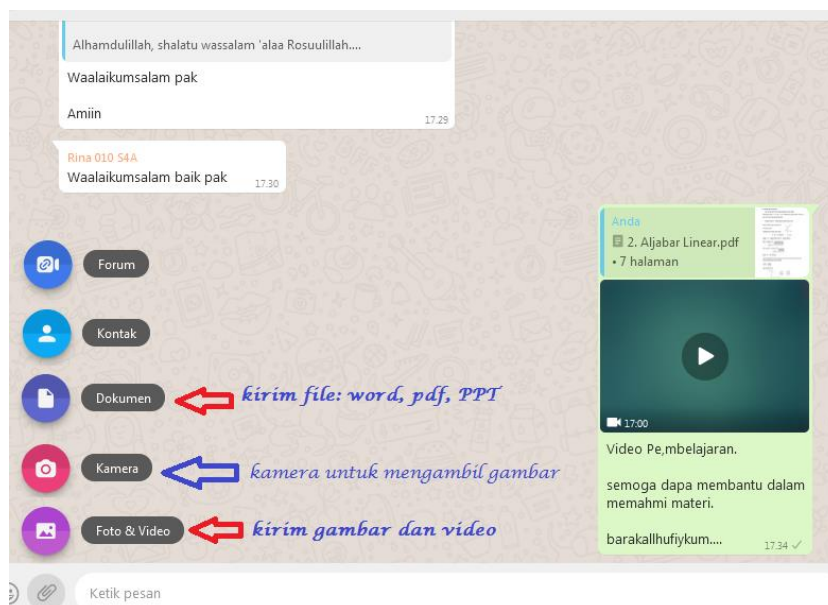 Alhamdulillah, shalatu wassalam 'alaa Rosuulillah....
Waalaikumsalam pak
Amiin
17.29
Rina 010 S4A
Waalaikumsalam baik pak 17.30
Anda
2. Aljabar Linear.pdf
• 7 halaman
17:00
Video Pe,mbelajaran.
semoga dapa membantu dalam
memahmi materi.
barakallhufiykum.... 17.34
Forum
Kontak
Dokumen kirim file: word, pdf, PPT
Kamera kamera untuk mengambil gambar
Foto & Video kirim gambar dan video
Ketik pesan